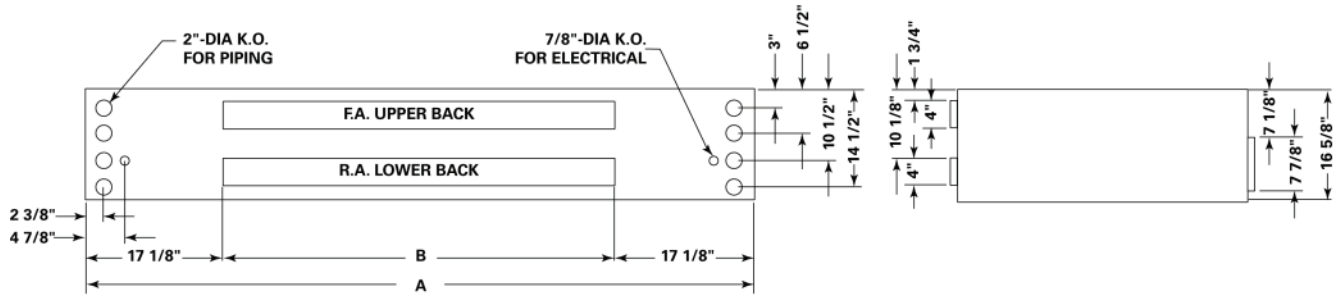 2"-DIA K.O.
FOR PIPING
7/8"-DIA K.O.
FOR ELECTRICAL
3"
6 1/2"
10 1/2"
14 1/2"
F.A. UPPER BACK
R.A. LOWER BACK
2 3/8"
4 7/8"
17 1/8"
B
17 1/8"
A
1 3/4"
10 1/8"
4"
4"
7 1/8"
7 7/8"
16 5/8"